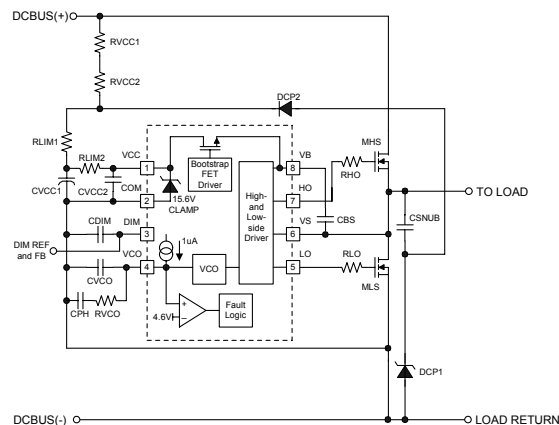 DCBUS(+)
RVCC1
RVCC2
DCP2
RLIM1
RLIM2
VCC
1
CVCC1
CVCC2
COM
2
15.6V
CLAMP
Bootstrap
FET
Driver
VB
8
HO
7
RHO
MHS
High-
and
Low-
side
Driver
VS
6
CBS
TO LOAD
CSNUB
CDIM
DIM
3
DIM REF
and FB
VCO
4
1uA
CVCO
VCO
LO
5
RLO
MLS
CPH
RVCO
4.6V
+
–
Fault
Logic
DCP1
DCBUS(-)
LOAD RETURN